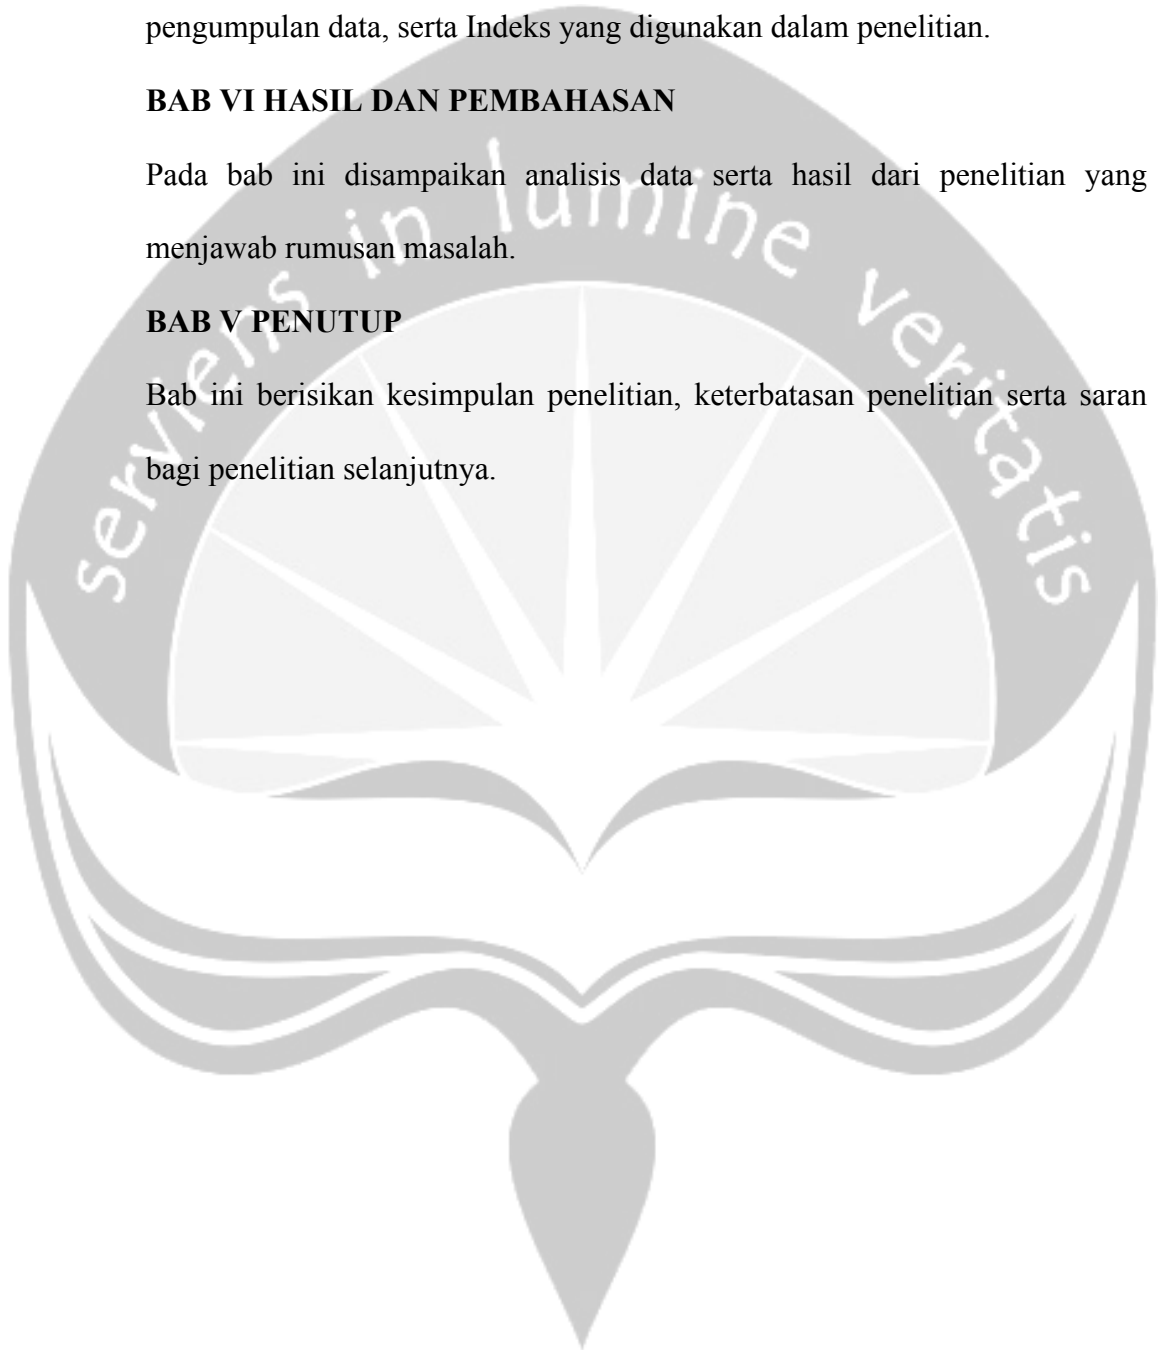 pengumpulan data, serta Indeks yang digunakan dalam penelitian.
BAB VI HASIL DAN PEMBAHASAN
Pada bab ini disampaikan analisis data serta hasil dari penelitian yang
menjawab rumusan masalah.
BAB V PENUTUP
Bab ini berisikan kesimpulan penelitian, keterbatasan penelitian serta saran
bagi penelitian selanjutnya.
serviens in lumine veritatis